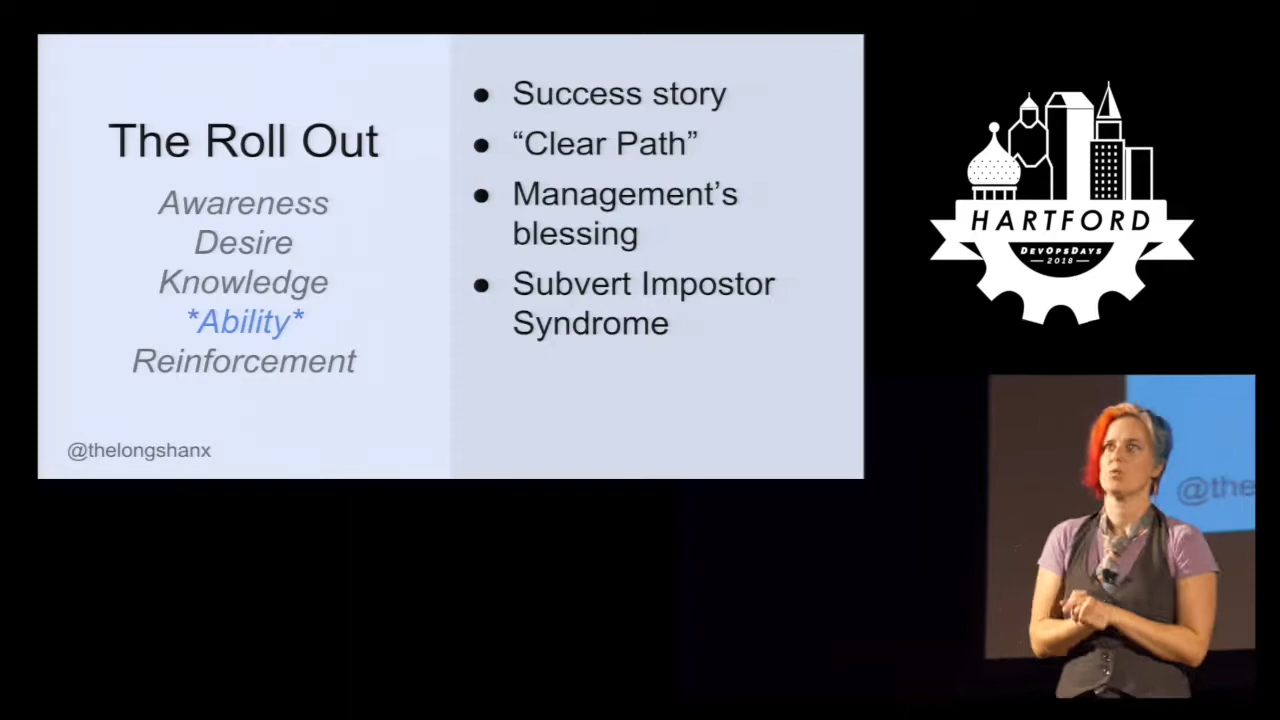 The Roll Out
Awareness
Desire
Knowledge
*Ability*
Reinforcement
@thelongshanx
● Success story
● “Clear Path”
● Management’s
blessing
● Subvert Impostor
Syndrome
HARTFORD
DevOpsDays
2018
@the